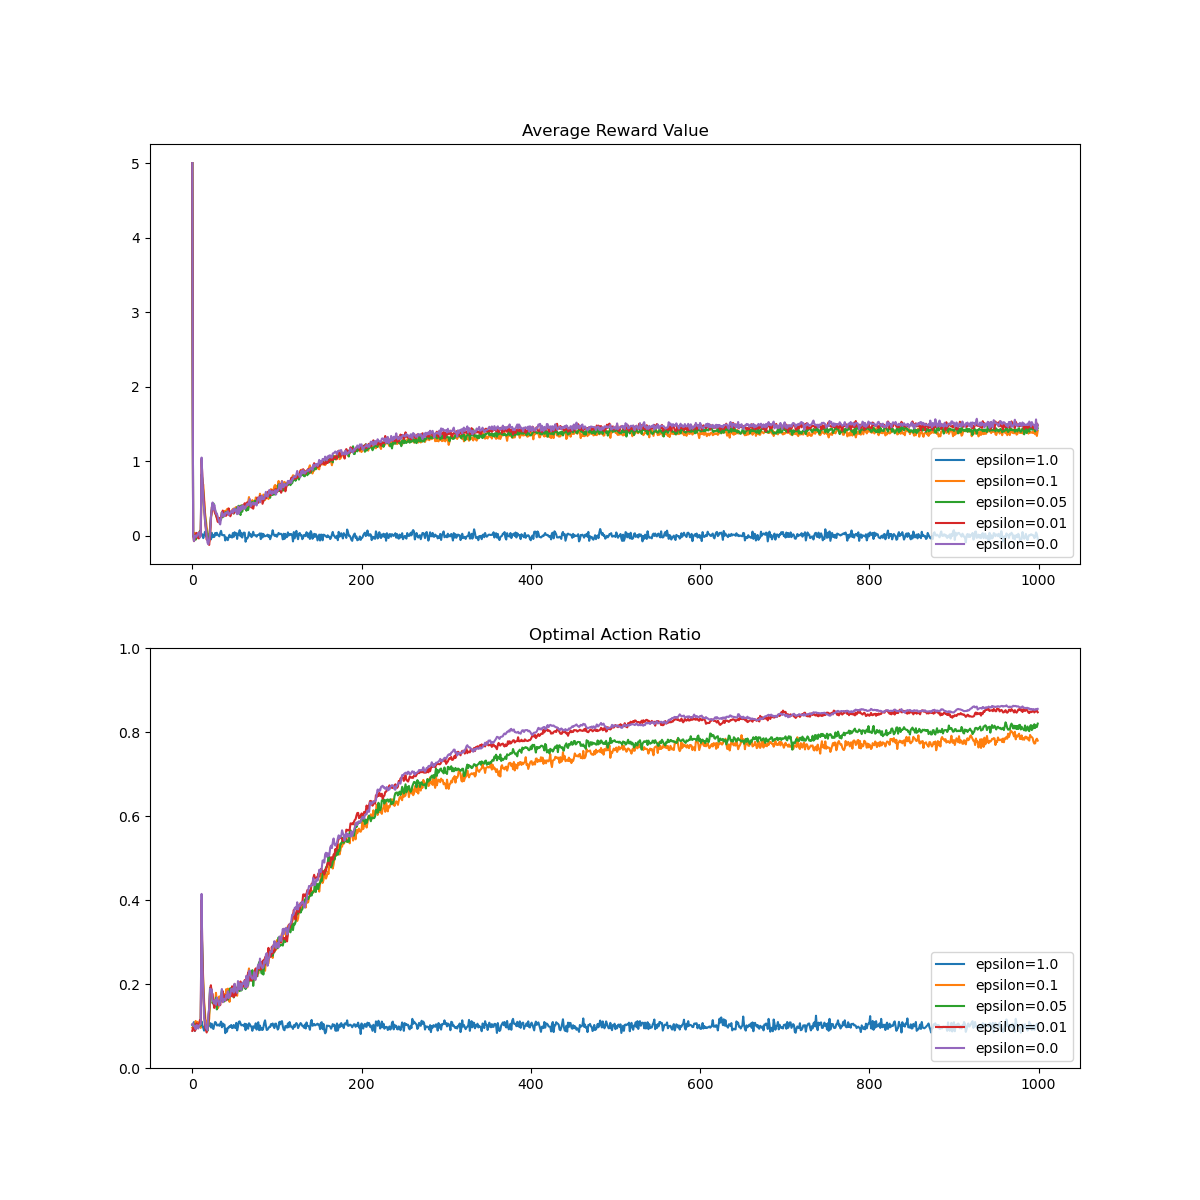 Average Reward Value
5
4
3
2
1
0
0 200 400 600 800 1000
epsilon=1.0
epsilon=0.1
epsilon=0.05
epsilon=0.01
epsilon=0.0
Optimal Action Ratio
1.0
0.8
0.6
0.4
0.2
0.0
0 200 400 600 800 1000
epsilon=1.0
epsilon=0.1
epsilon=0.05
epsilon=0.01
epsilon=0.0